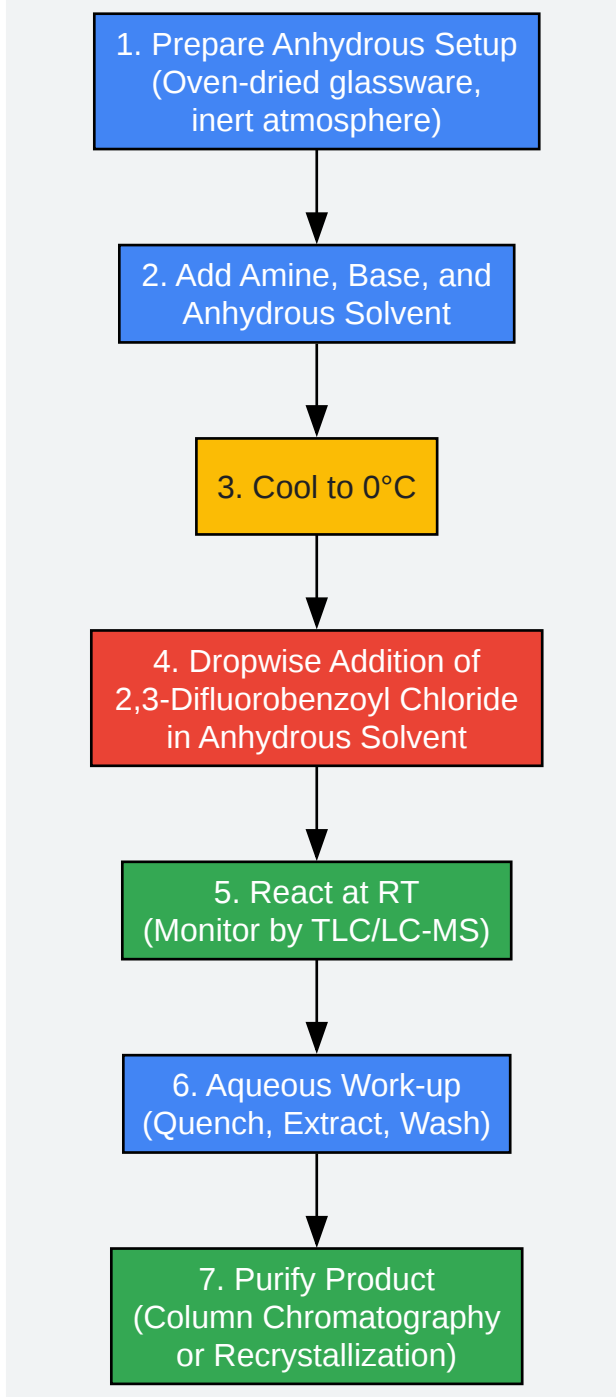 1. Prepare Anhydrous Setup
(Oven-dried glassware,
inert atmosphere)
2. Add Amine, Base, and
Anhydrous Solvent
3. Cool to 0°C
4. Dropwise Addition of
2,3-Difluorobenzoyl Chloride
in Anhydrous Solvent
5. React at RT
(Monitor by TLC/LC-MS)
6. Aqueous Work-up
(Quench, Extract, Wash)
7. Purify Product
(Column Chromatography
or Recrystallization)